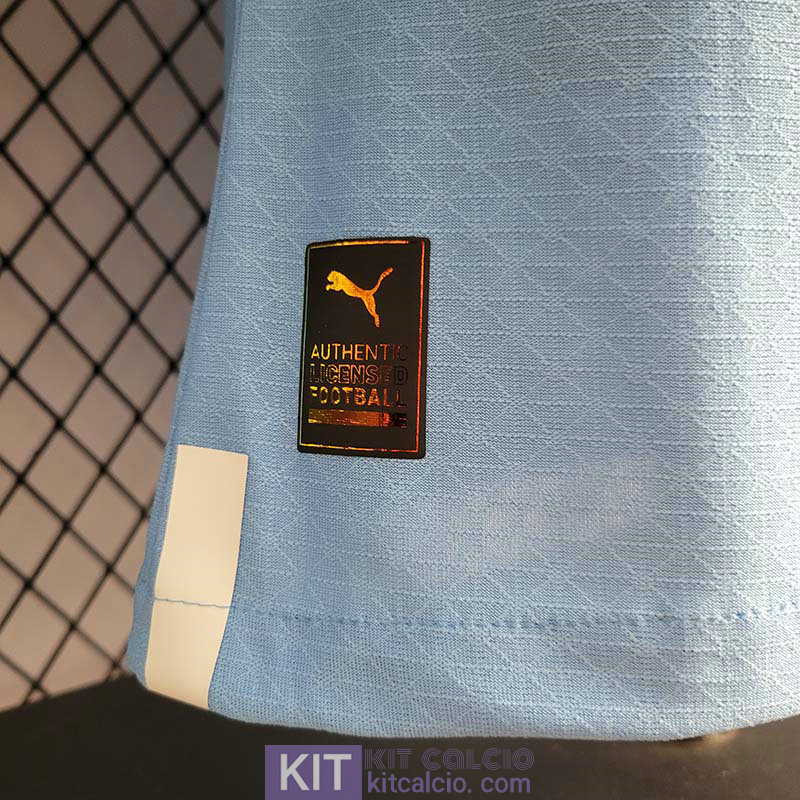 AUTHENTIC
LICENSED
FOOTBALL
KIT
KIT CALCIO
kitcalcio. com